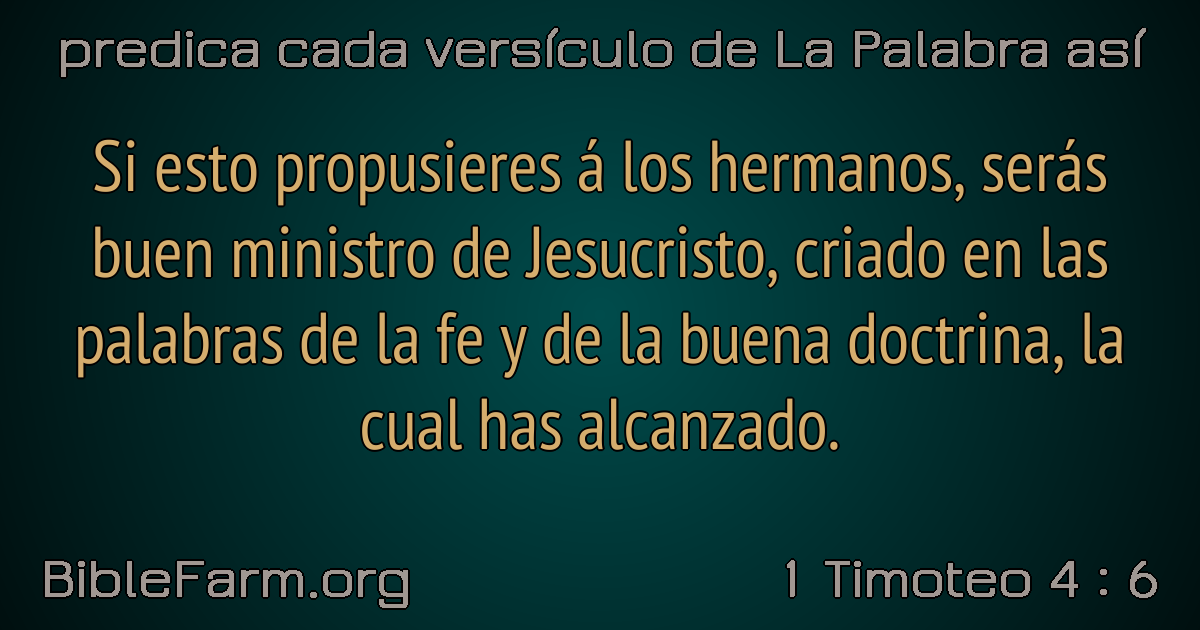 predica cada versículo de La Palabra así
Si esto propusieres á los hermanos, serás
buen ministro de Jesucristo, criado en las
palabras de la fe y de la buena doctrina, la
cual has alcanzado.
BibleFarm.org
1 Timoteo 4 : 6